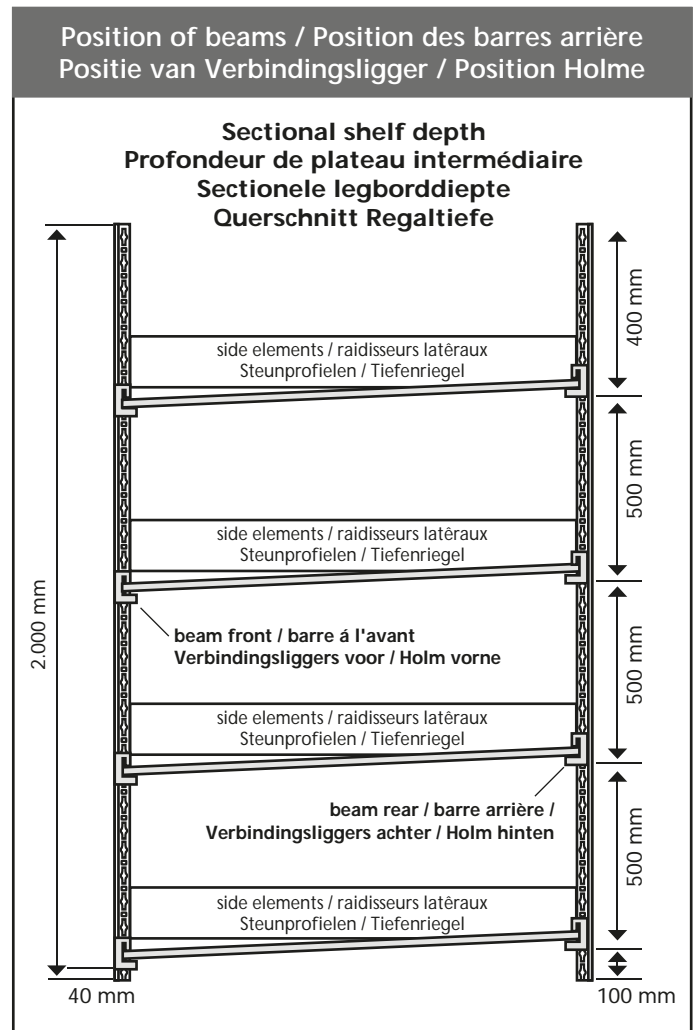 Position of beams / Position des barres arrière
Positie van Verbindingsligger / Position Holme
Sectional shelf depth
Profondeur de plateau intermédiaire
Sectionele legborddiepte
Querschnitt Regaltiefe
400 mm
side elements / raidisseurs latêraux
Steunprofielen / Tiefenriegel
500 mm
side elements / raidisseurs latêraux
Steunprofielen / Tiefenriegel
2.000 mm
beam front / barre á l'avant
Verbindingsliggers voor / Holm vorne
500 mm
side elements / raidisseurs latêraux
Steunprofielen / Tiefenriegel
beam rear / barre arrière /
Verbindingsliggers achter / Holm hinten
500 mm
side elements / raidisseurs latêraux
Steunprofielen / Tiefenriegel
40 mm
100 mm